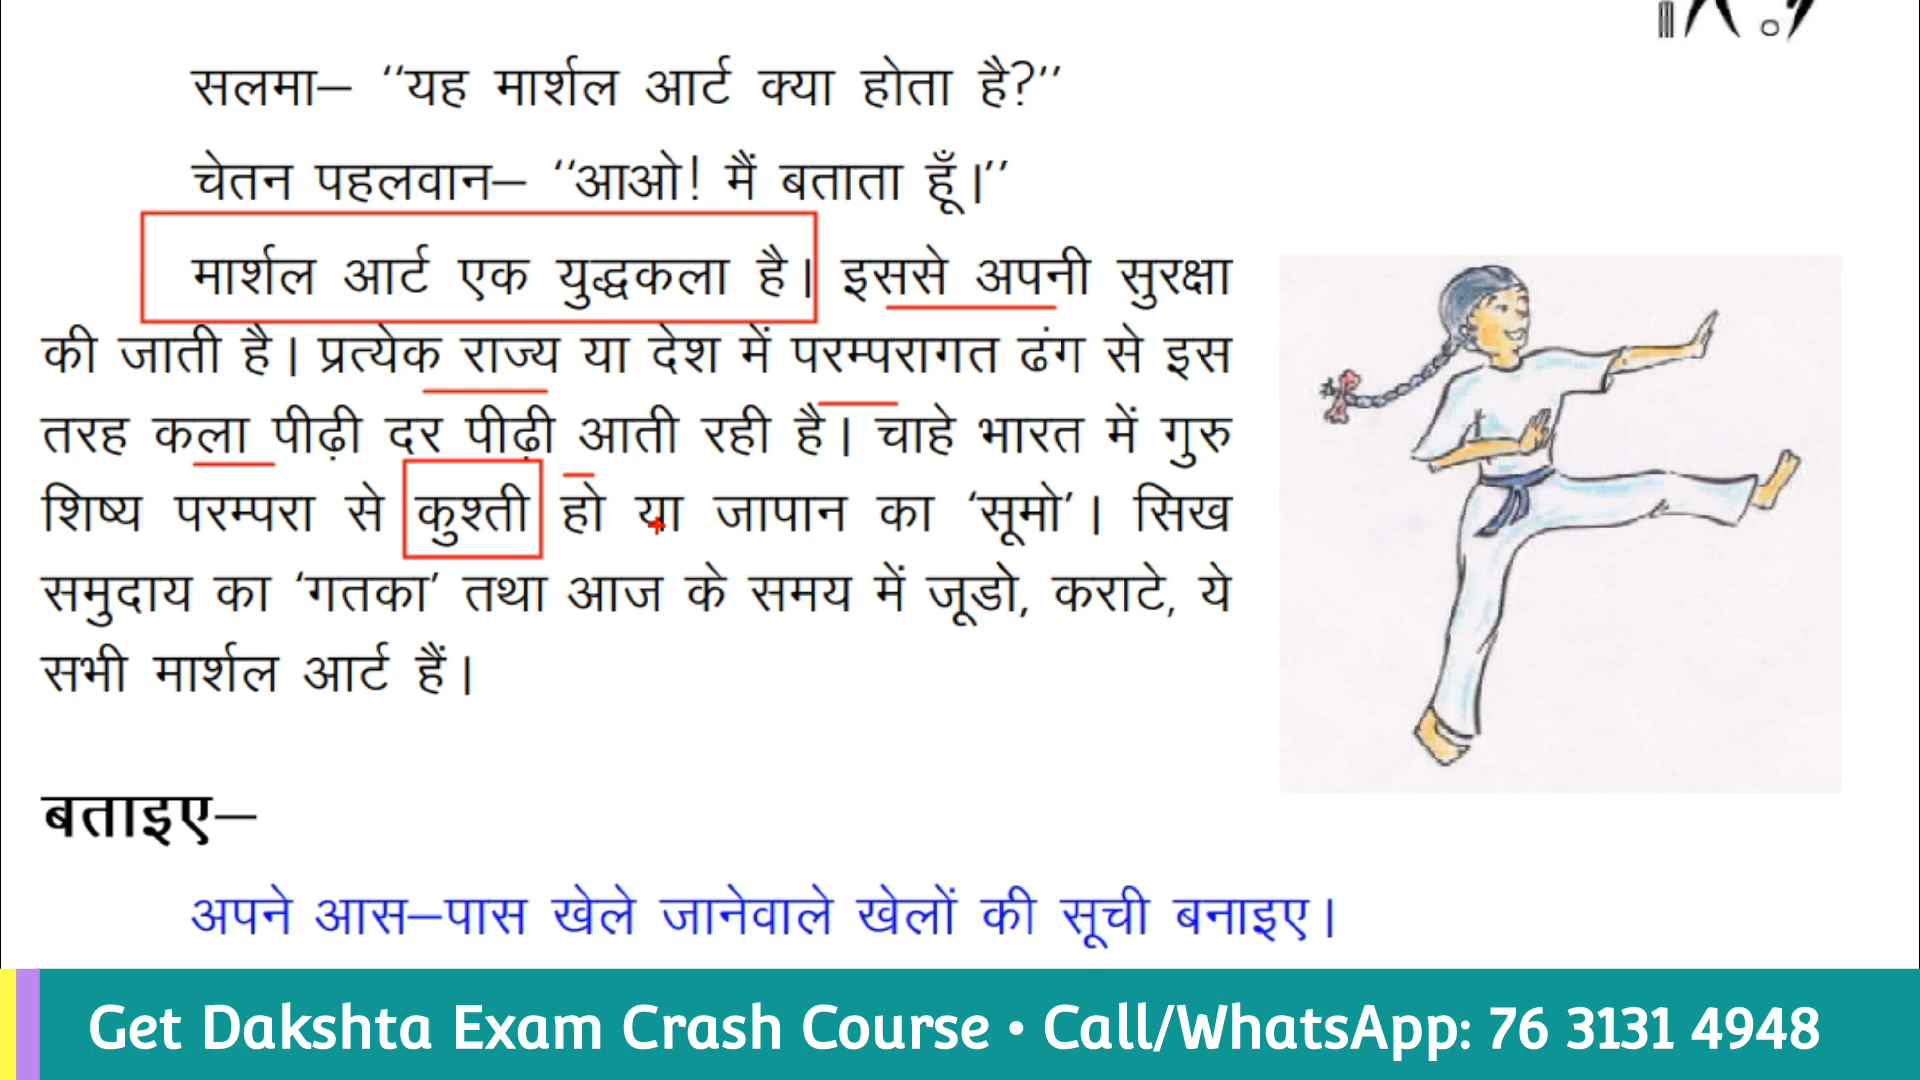 सलमा– “यह मार्शल आर्ट क्या होता है?”
चेतन पहलवान– “आओ! मैं बताता हूँ।”
मार्शल आर्ट एक युद्धकला है। इससे अपनी सुरक्षा
की जाती है। प्रत्येक राज्य या देश में परम्परागत ढंग से इस
तरह कला पीढ़ी दर पीढ़ी आती रही है। चाहे भारत में गुरु
शिष्य परम्परा से कुश्ती हो या जापान का ‘सूमो’। सिख
समुदाय का ‘गतका’ तथा आज के समय में जूडो, कराटे, ये
सभी मार्शल आर्ट हैं।
बताइए–
अपने आस–पास खेले जानेवाले खेलों की सूची बनाइए।
Get Dakshta Exam Crash Course • Call/WhatsApp: 76 3131 4948